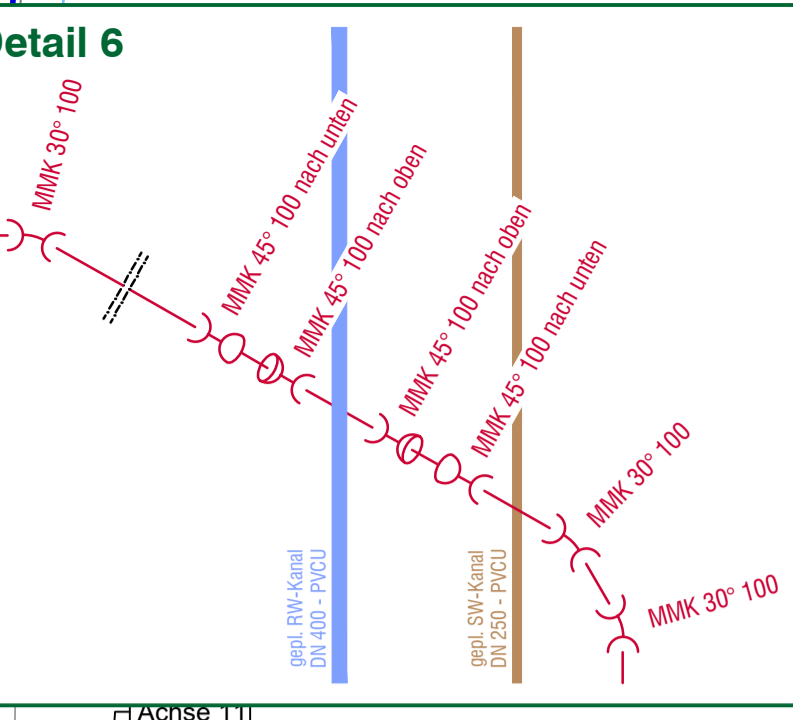 Detail 6
MMK 30° 100
MMK 45° 100 nach unten
MMK 45° 100 nach oben
MMK 45° 100 nach oben
MMK 45° 100 nach unten
MMK 30° 100
MMK 30° 100
gepl. RW-Kanal
DN 400 - PVCU
gepl. SW-Kanal
DN 250 - PVCU
Achse 11